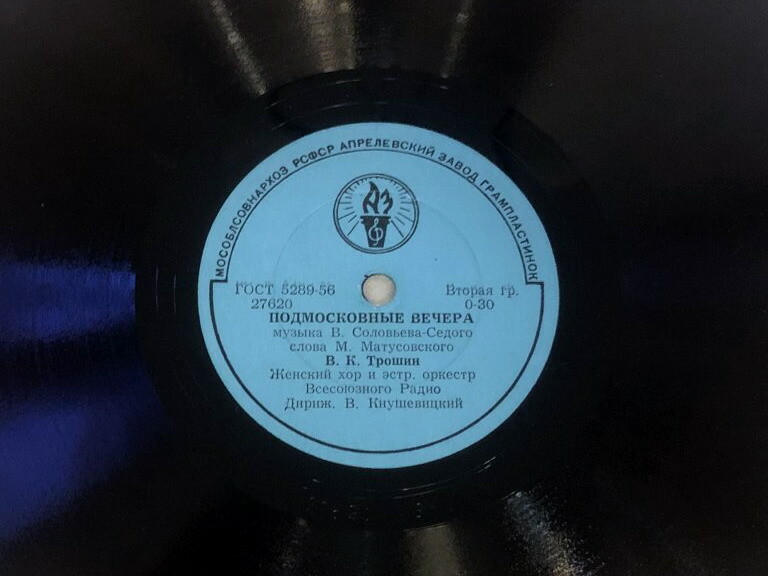 МОСОБЛСОВНАРХОЗ РСФСР АПРЕЛЕВСКИЙ ЗАВОД ГРАМПЛАСТИНОК
АЗ
ГОСТ 5289-56 Вторая гр.
27620 0-30
ПОДМОСКОВНЫЕ ВЕЧЕРА
музыка В. Соловьева-Седого
слова М. Матусовского
В. К. Трошин
Женский хор и эстр. оркестр
Всесоюзного Радио
Дириж. В. Кнушевицкий